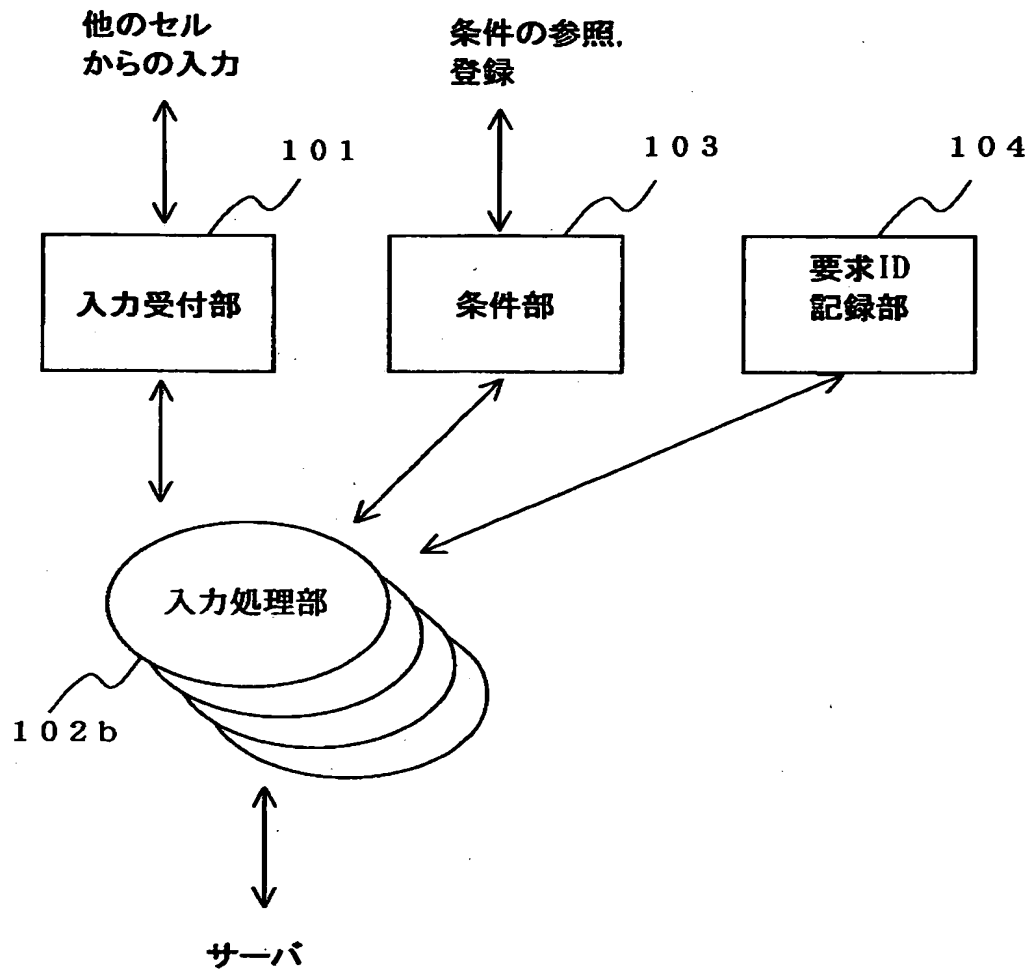 他のセル
からの入力
条件の参照,
登録
101
103
104
入力受付部
条件部
要求ID
記録部
入力処理部
102b
サーバ